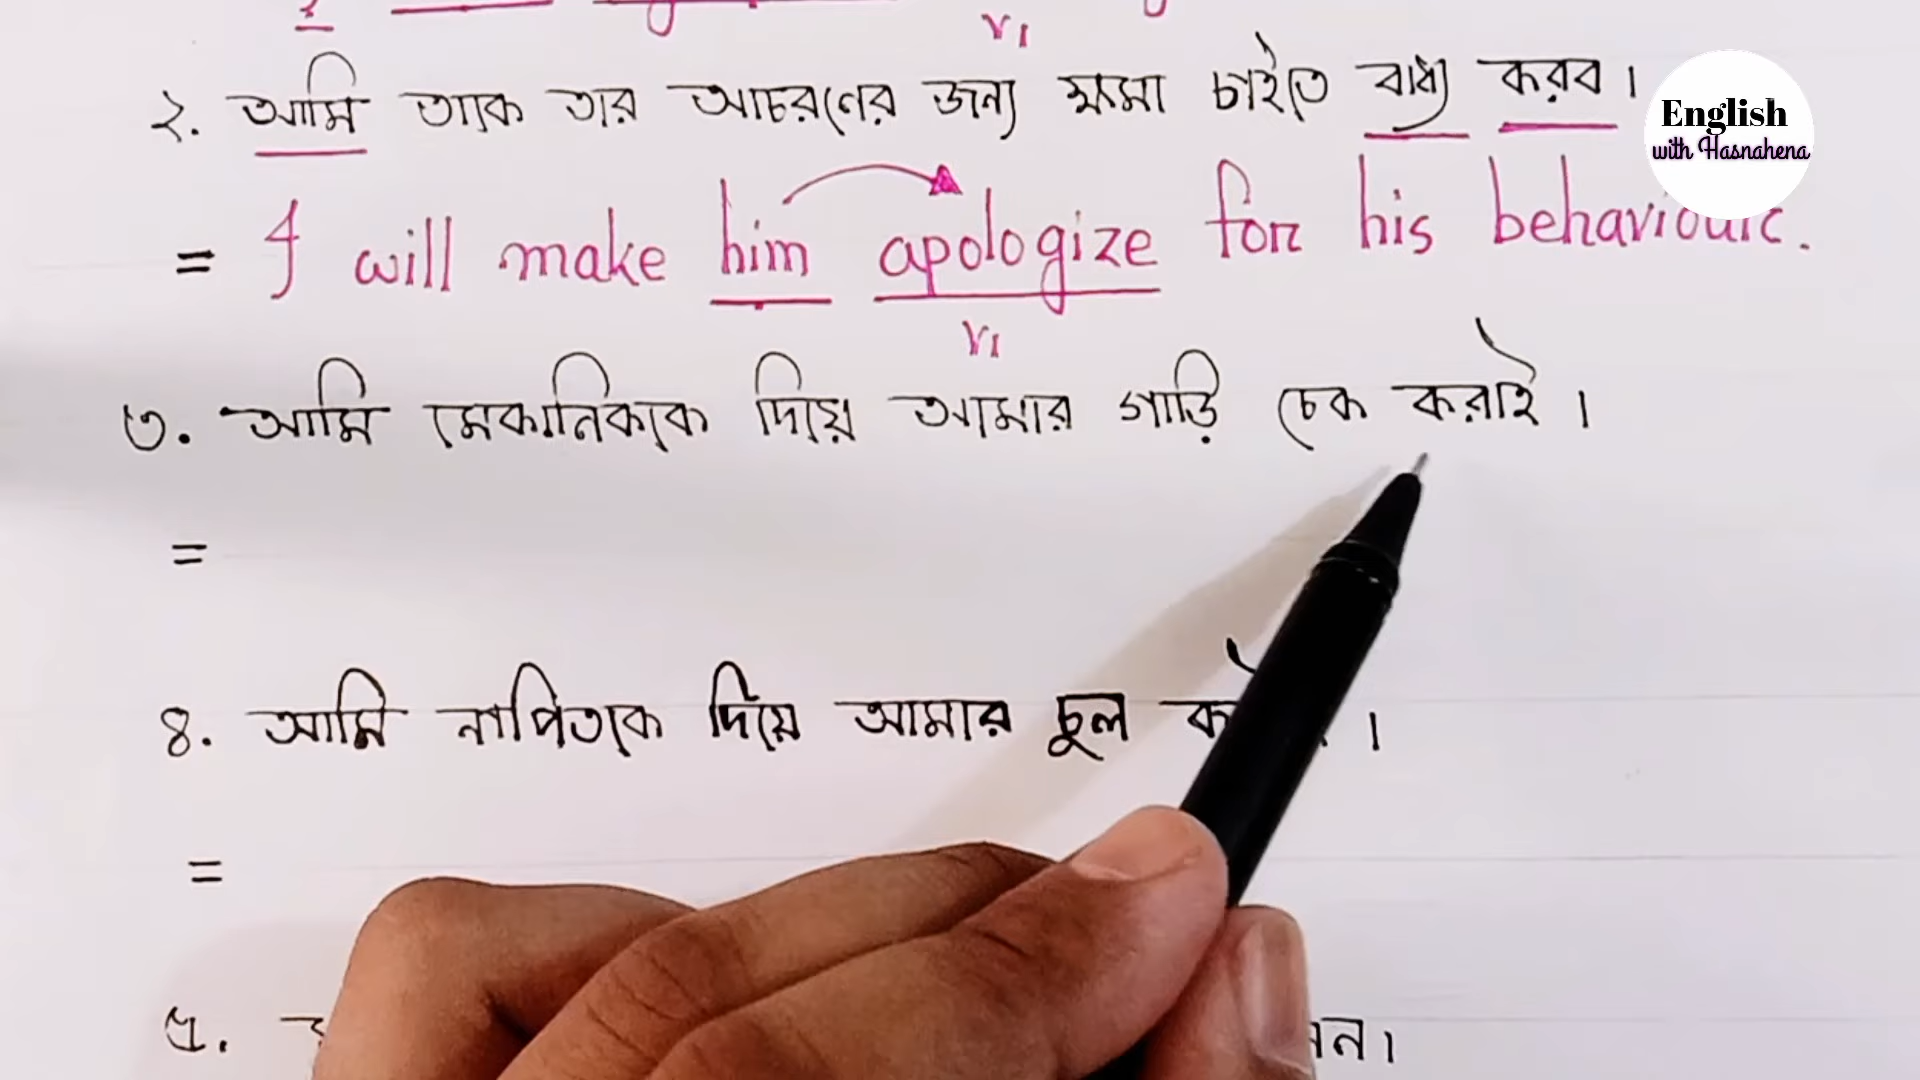 V1
২. আমি তাকে তার আচরণের জন্য ক্ষমা চাইতে বাধ্য করব।
= I will make him apologize for his behaviour.
V1
৩. আমি মেকানিককে দিয়ে আমার গাড়ি চেক করাই।
=
৪. আমি নাপিতকে দিয়ে আমার চুল
=
৫.
English
with Hasnahena